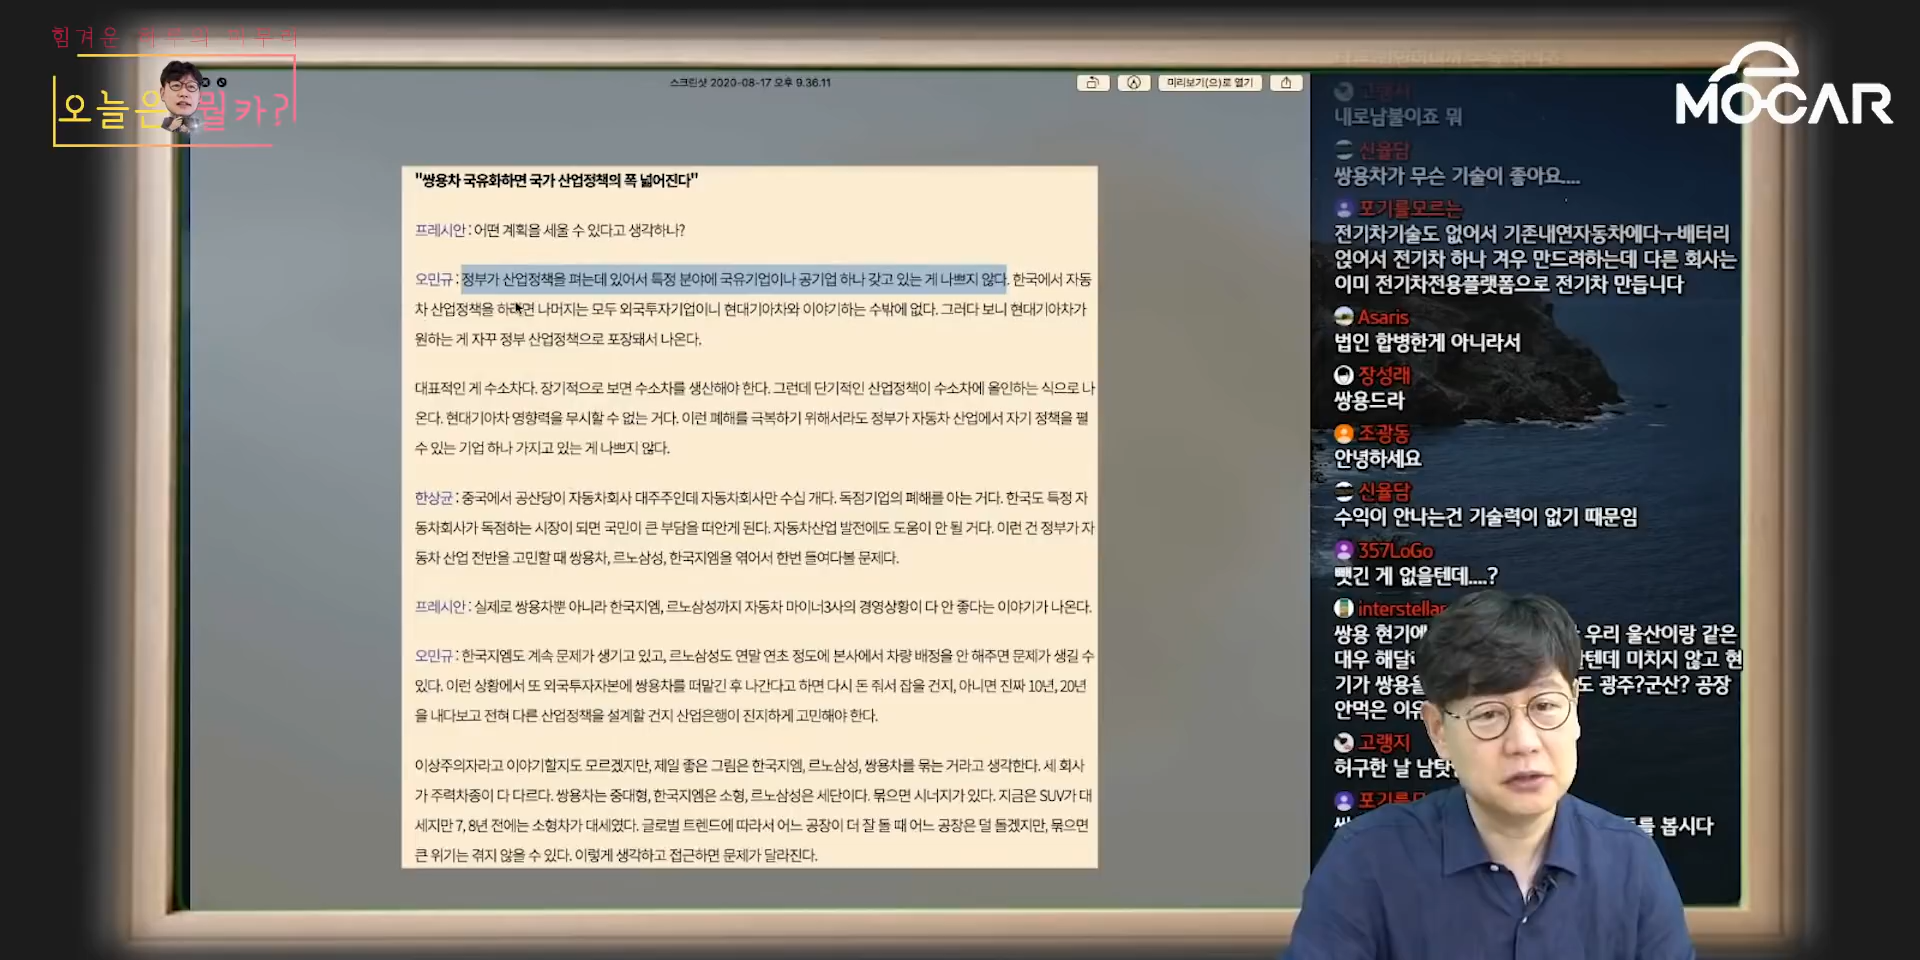 힘겨운 하루의 마무리
오늘은 뭘카?
스크린샷 2020-08-17 오후 9.36.11
미리보기(으)로 열기
MOCAR
"쌍용차 국유화하면 국가 산업정책의 폭 넓어진다"
프레시안 : 어떤 계획을 세울 수 있다고 생각하나?
오민규 : 정부가 산업정책을 펴는데 있어서 특정 분야에 국유기업이나 공기업 하나 갖고 있는 게 나쁘지 않다. 한국에서 자동
차 산업정책을 하려면 나머지는 모두 외국투자기업이니 현대기아차와 이야기하는 수밖에 없다. 그러다 보니 현대기아차가
원하는 게 자꾸 정부 산업정책으로 포장돼서 나온다.
대표적인 게 수소차다. 장기적으로 보면 수소차를 생산해야 한다. 그런데 단기적인 산업정책이 수소차에 올인하는 식으로 나
온다. 현대기아차 영향력을 무시할 수 없는 거다. 이런 폐해를 극복하기 위해서라도 정부가 자동차 산업에서 자기 정책을 펼
수 있는 기업 하나 가지고 있는 게 나쁘지 않다.
한상균 : 중국에서 공산당이 자동차회사 대주주인데 자동차회사만 수십 개다. 독점기업의 폐해를 아는 거다. 한국도 특정 자
동차회사가 독점하는 시장이 되면 국민이 큰 부담을 떠안게 된다. 자동차산업 발전에도 도움이 안 될 거다. 이런 건 정부가 자
동차 산업 전반을 고민할 때 쌍용차, 르노삼성, 한국지엠을 엮어서 한번 들여다볼 문제다.
프레시안 : 실제로 쌍용차뿐 아니라 한국지엠, 르노삼성까지 자동차 마이너3사의 경영상황이 다 안 좋다는 이야기가 나온다.
오민규 : 한국지엠도 계속 문제가 생기고 있고, 르노삼성도 연말 연초 정도에 본사에서 차량 배정을 안 해주면 문제가 생길 수
있다. 이런 상황에서 또 외국투자자본에 쌍용차를 떠맡긴 후 나간다고 하면 다시 돈 줘서 잡을 건지, 아니면 진짜 10년, 20년
을 내다보고 전혀 다른 산업정책을 설계할 건지 산업은행이 진지하게 고민해야 한다.
이상주의자라고 이야기할지도 모르겠지만, 제일 좋은 그림은 한국지엠, 르노삼성, 쌍용차를 묶는 거라고 생각한다. 세 회사
가 주력차종이 다 다르다. 쌍용차는 중대형, 한국지엠은 소형, 르노삼성은 세단이다. 묶으면 시너지가 있다. 지금은 SUV가 대
세지만 7, 8년 전에는 소형차가 대세였다. 글로벌 트렌드에 따라서 어느 공장이 더 잘 돌 때 어느 공장은 덜 돌겠지만, 묶으면
큰 위기는 겪지 않을 수 있다. 이렇게 생각하고 접근하면 문제가 달라진다.
내로남불이죠 뭐
신율담
쌍용차가 무슨 기술이 좋아요....
포기를모르는
전기차기술도 없어서 기존내연자동차에다ㅜ배터리
얹어서 전기차 하나 겨우 만드려하는데 다른 회사는
이미 전기차전용플랫폼으로 전기차 만듭니다
Asaris
법인 합병한게 아니라서
장성래
쌍용드라
조광동
안녕하세요
신율담
수익이 안나는건 기술력이 없기 때문임
357LoGo
뺏긴 게 없을텐데....?
interstellar
쌍용 현기에 우리 울산이랑 같은
대우 해달 텐데 미치지 않고 현
기가 쌍용을 도 광주?군산? 공장
안먹은 이유
고랭지
허구한 날 남탓
포기를모
를 봅시다